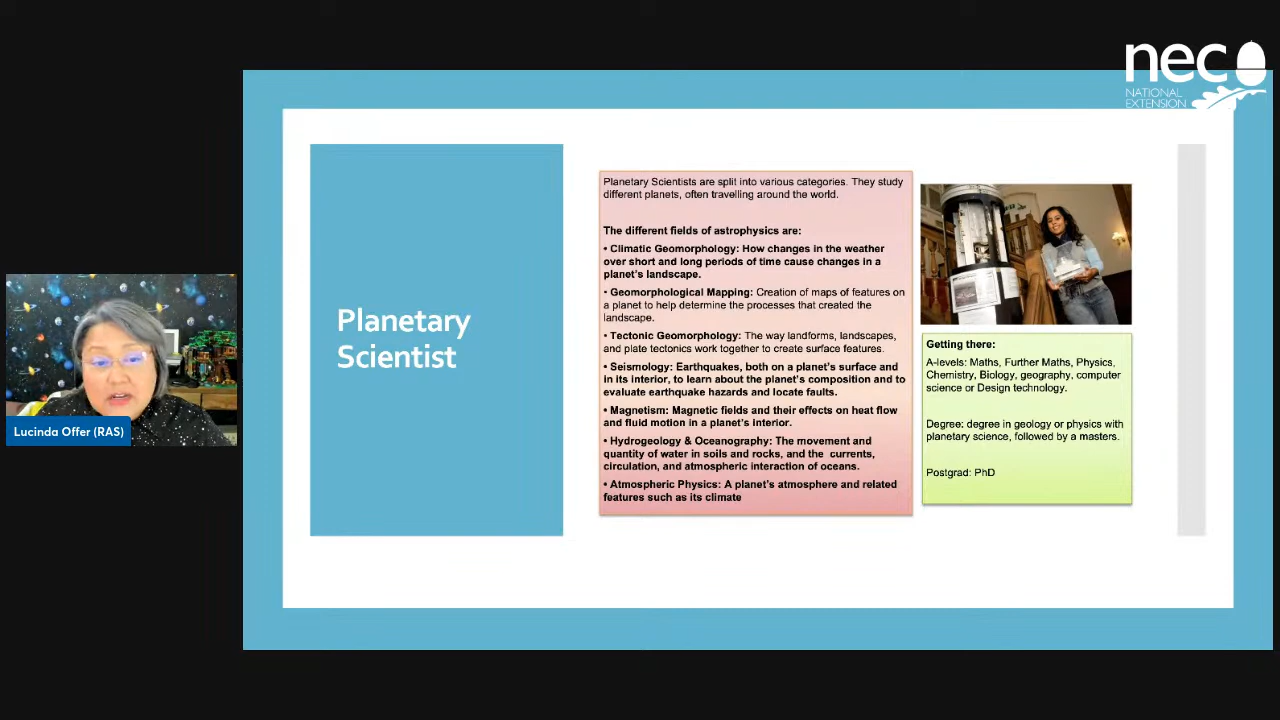 nec
NATIONAL
EXTENSION
Planetary
Scientist
Planetary Scientists are split into various categories. They study
different planets, often travelling around the world.
The different fields of astrophysics are:
• Climatic Geomorphology: How changes in the weather
over short and long periods of time cause changes in a
planet's landscape.
• Geomorphological Mapping: Creation of maps of features on
a planet to help determine the processes that created the
landscape.
• Tectonic Geomorphology: The way landforms, landscapes,
and plate tectonics work together to create surface features.
• Seismology: Earthquakes, both on a planet's surface and
in its interior, to learn about the planet's composition and to
evaluate earthquake hazards and locate faults.
• Magnetism: Magnetic fields and their effects on heat flow
and fluid motion in a planet's interior.
• Hydrogeology & Oceanography: The movement and
quantity of water in soils and rocks, and the currents,
circulation, and atmospheric interaction of oceans.
• Atmospheric Physics: A planet's atmosphere and related
features such as its climate
Getting there:
A-levels: Maths, Further Maths, Physics,
Chemistry, Biology, geography, computer
science or Design technology.
Degree: degree in geology or physics with
planetary science, followed by a masters.
Postgrad: PhD
Lucinda Offer (RAS)